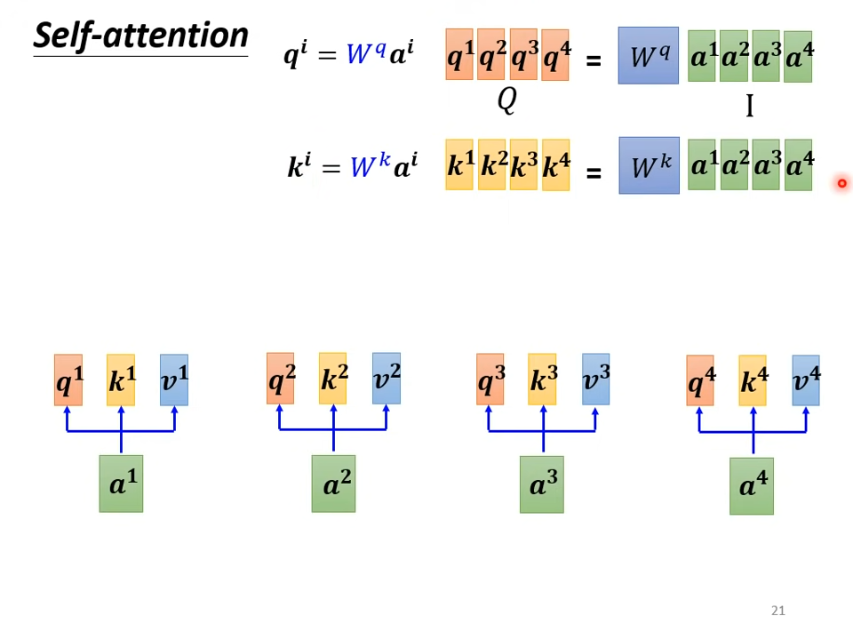 Self-attention
qⁱ = W^q aⁱ q¹ q² q³ q⁴ = W^q a¹ a² a³ a⁴
Q I
kⁱ = W^k aⁱ k¹ k² k³ k⁴ = W^k a¹ a² a³ a⁴
q¹ k¹ v¹ q² k² v² q³ k³ v³ q⁴ k⁴ v⁴
a¹ a² a³ a⁴
21